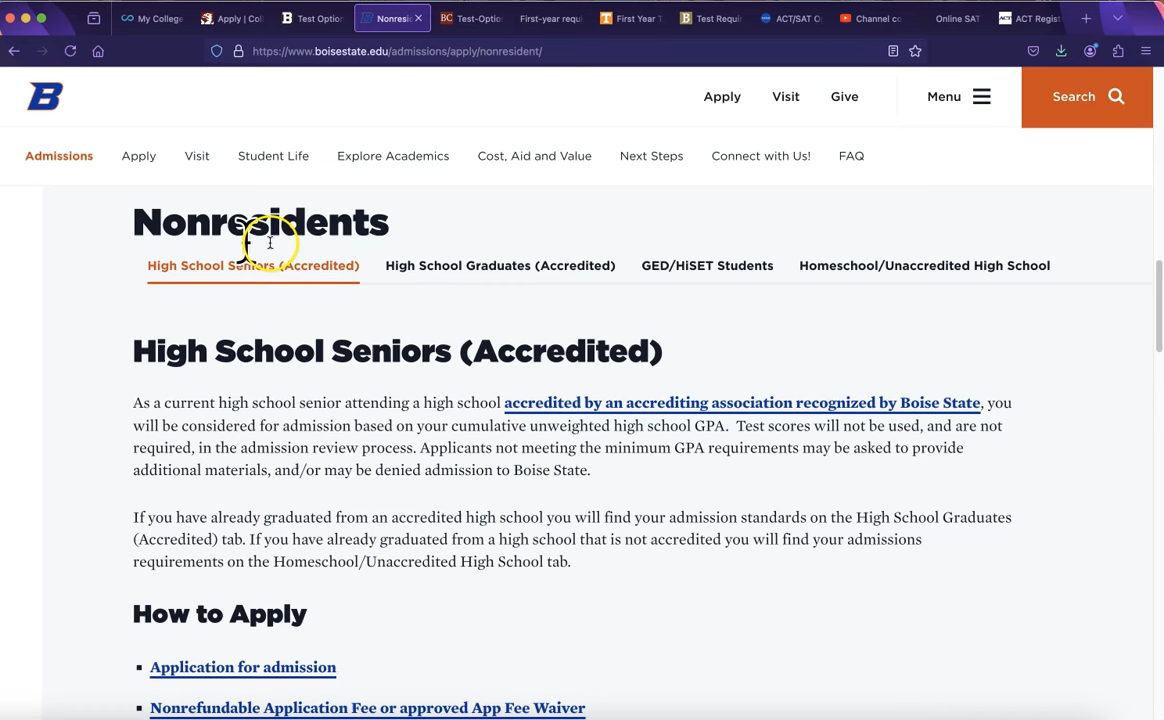 My College
Apply | Col
Test Option
Nonresi
Test-Optio
First-year requ
First Year T
Test Requi
ACT/SAT O
Channel co
Online SAT
ACT Regist
https://www.boisestate.edu/admissions/apply/nonresident/
B
Apply
Visit
Give
Menu
Search
Admissions
Apply
Visit
Student Life
Explore Academics
Cost, Aid and Value
Next Steps
Connect with Us!
FAQ
Nonresidents
High School Seniors (Accredited)
High School Graduates (Accredited)
GED/HiSET Students
Homeschool/Unaccredited High School
High School Seniors (Accredited)
As a current high school senior attending a high school accredited by an accrediting association recognized by Boise State, you
will be considered for admission based on your cumulative unweighted high school GPA. Test scores will not be used, and are not
required, in the admission review process. Applicants not meeting the minimum GPA requirements may be asked to provide
additional materials, and/or may be denied admission to Boise State.
If you have already graduated from an accredited high school you will find your admission standards on the High School Graduates
(Accredited) tab. If you have already graduated from a high school that is not accredited you will find your admissions
requirements on the Homeschool/Unaccredited High School tab.
How to Apply
Application for admission
Nonrefundable Application Fee or approved App Fee Waiver